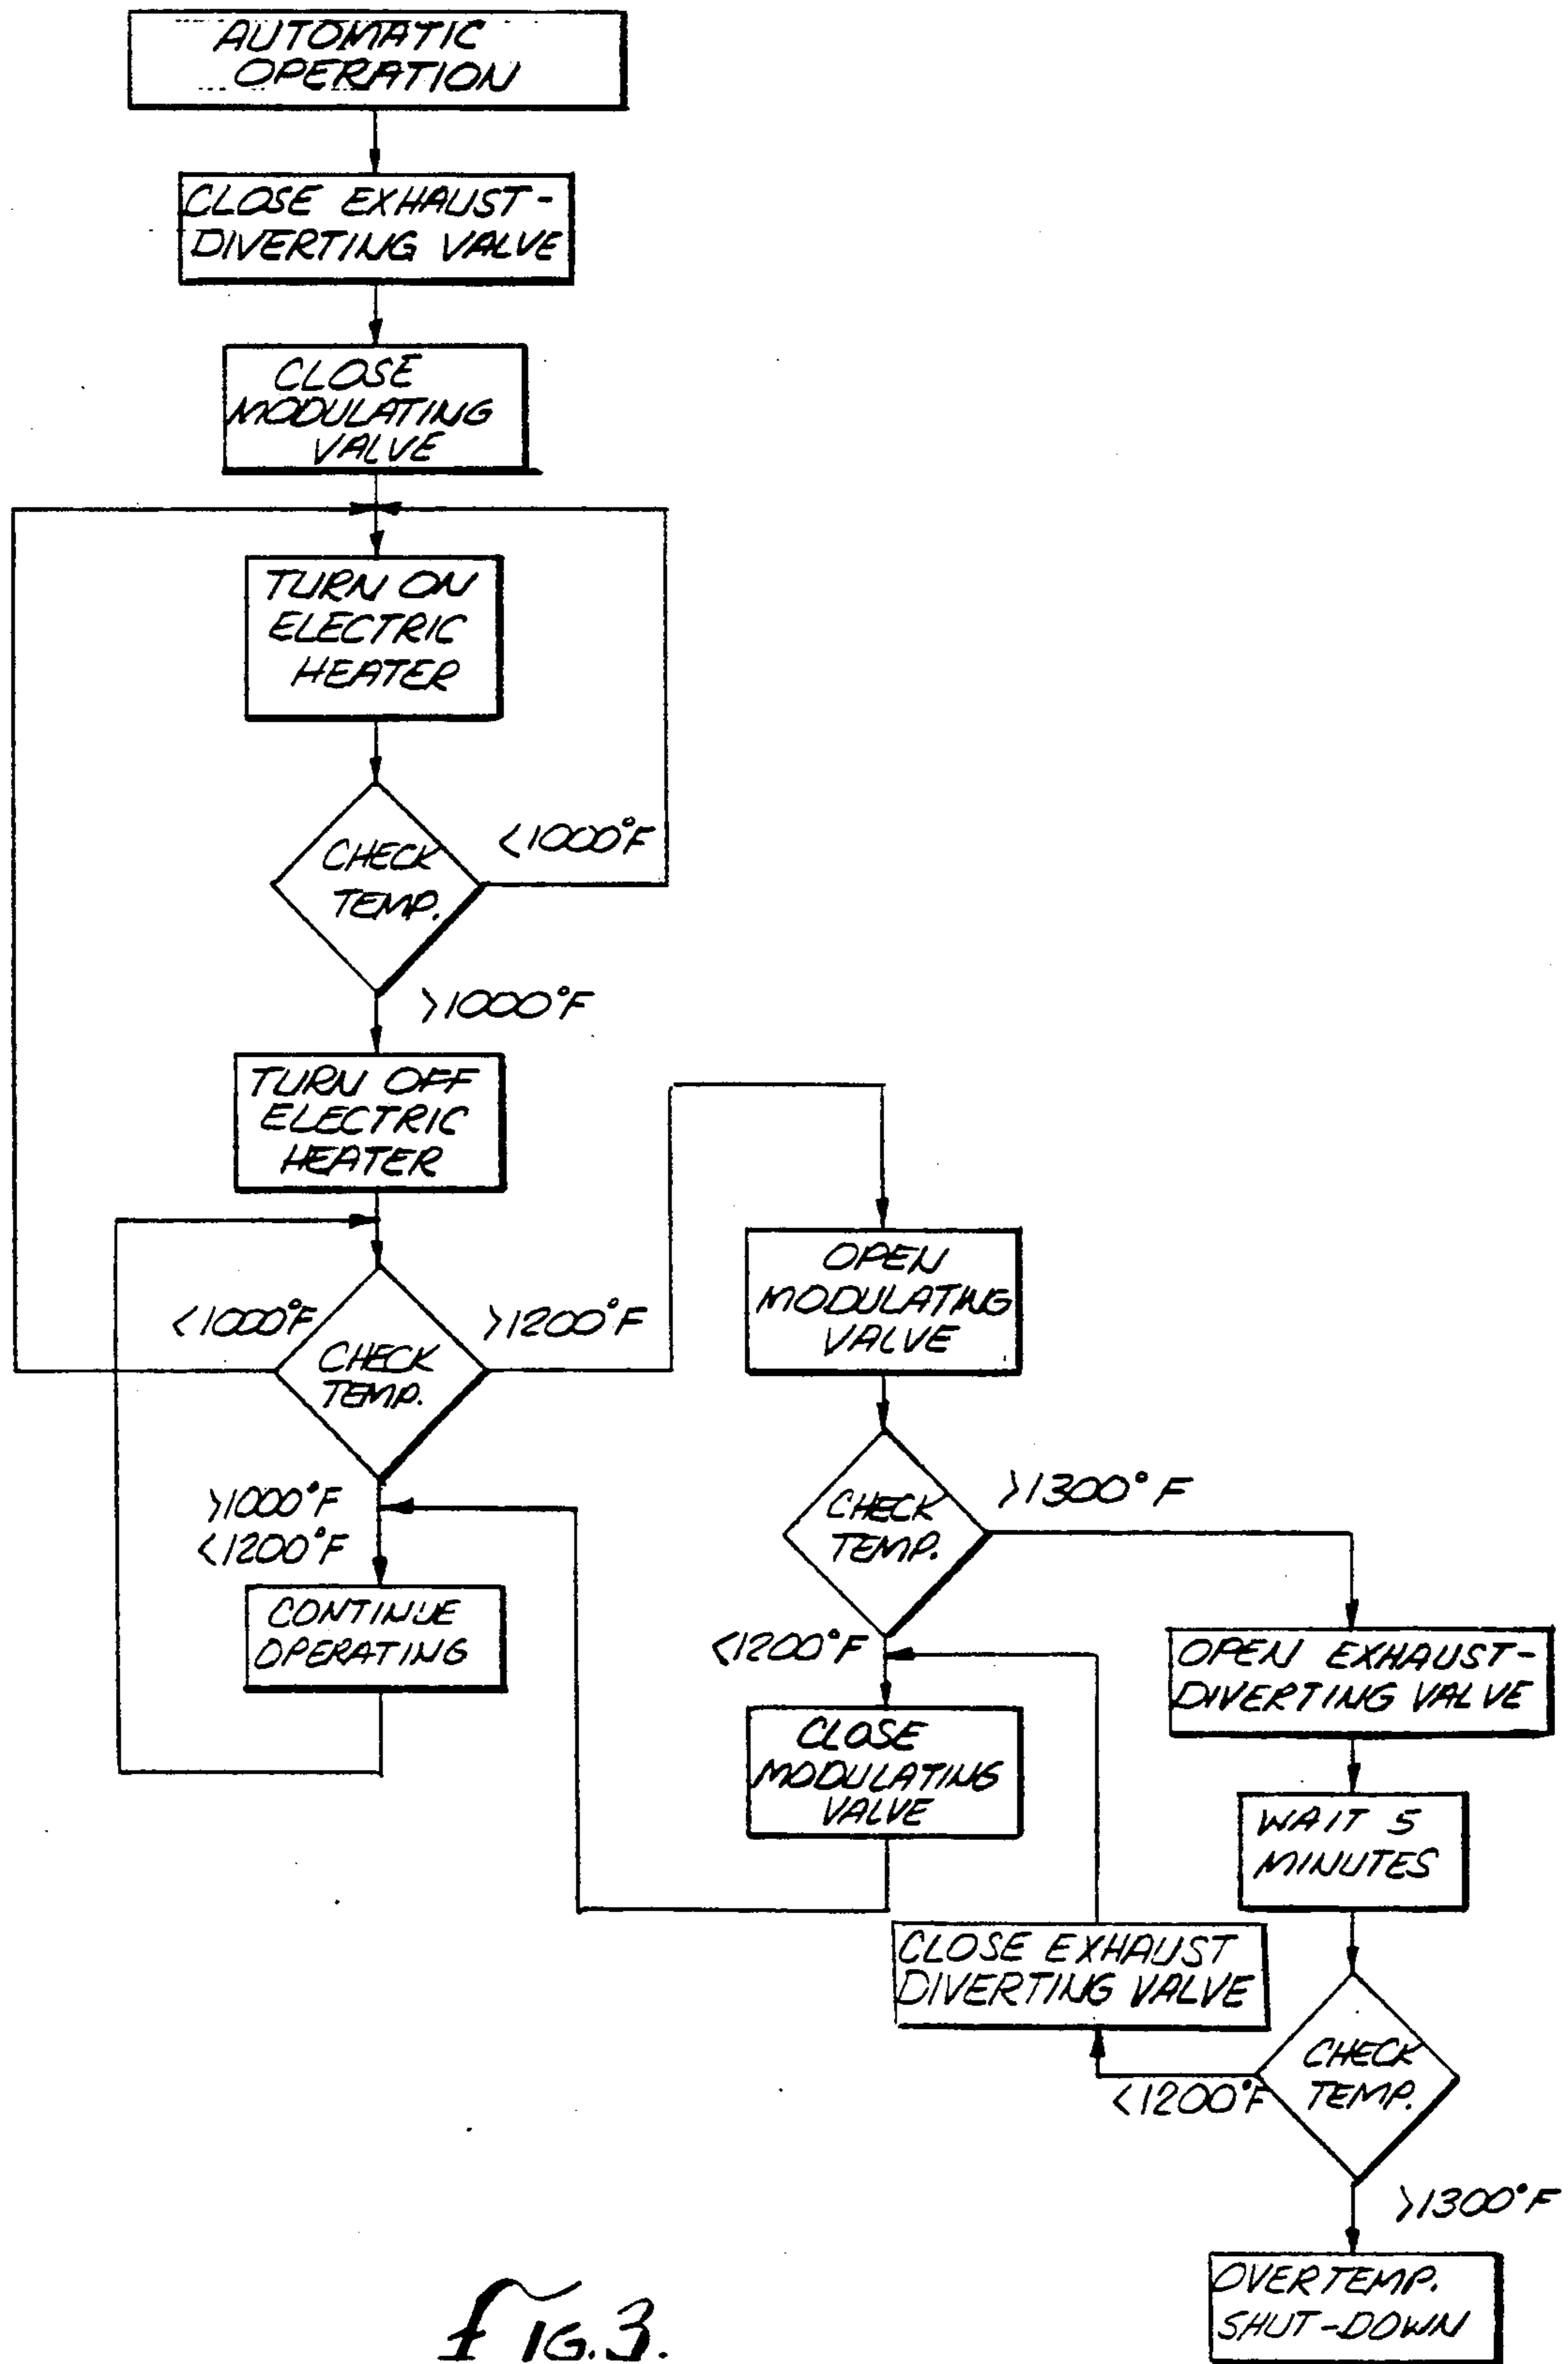 AUTOMATIC
OPERATION
CLOSE EXHAUST-
DIVERTING VALVE
CLOSE
MODULATING
VALVE
TURN ON
ELECTRIC
HEATER
CHECK
TEMP.
<1000°F
>1000°F
TURN OFF
ELECTRIC
HEATER
<1000°F
CHECK
TEMP.
>1200°F
>1000°F
<1200°F
CONTINUE
OPERATING
OPEN
MODULATING
VALVE
CHECK
TEMP.
>1300°F
<1200°F
CLOSE
MODULATING
VALVE
OPEN EXHAUST-
DIVERTING VALVE
WAIT 5
MINUTES
CLOSE EXHAUST
DIVERTING VALVE
CHECK
TEMP.
<1200°F
>1300°F
OVERTEMP.
SHUT-DOWN
FIG.3.